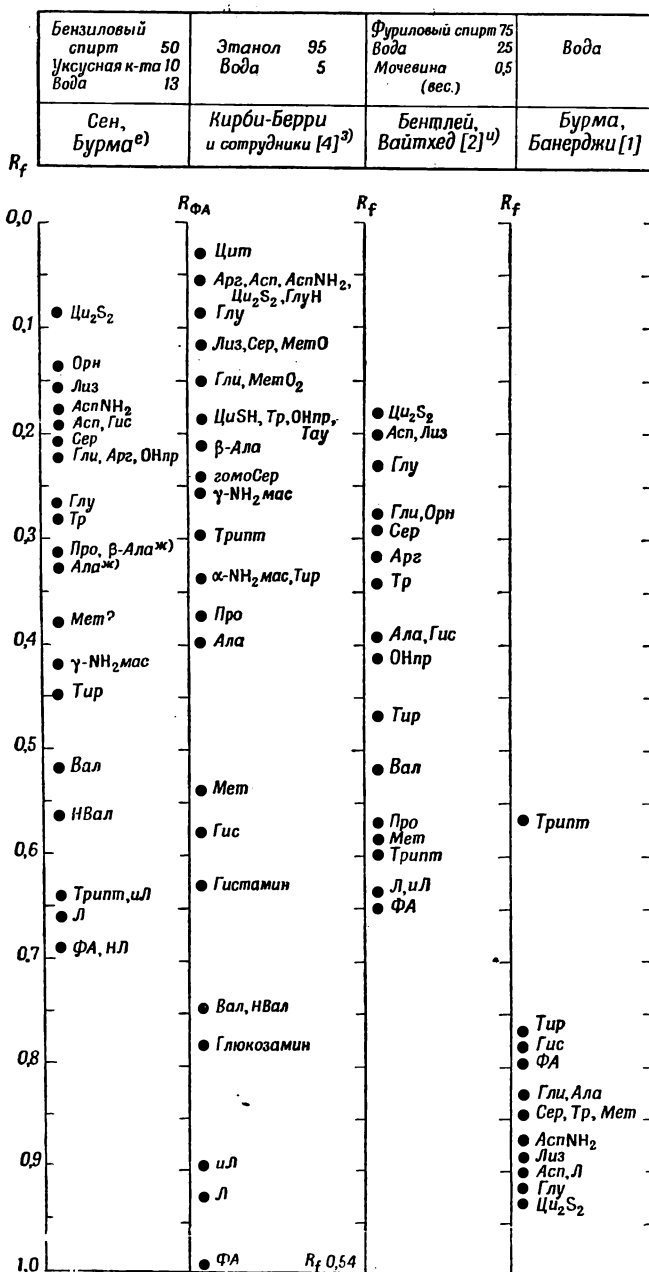 Бензиловый спирт 50
Уксусная к-та 10
Вода 13
Этанол 95
Вода 5
Фуриловый спирт 75
Вода 25
Мочевина 0,5
(вес.)
Вода
Сен,
Бурма е)
Кирби-Берри
и сотрудники [4] з)
Бентлей,
Вайтхед [2] и)
Бурма,
Банерджи [1]
R_f
R_ФА
R_f
R_f
0,0
0,1
0,2
0,3
0,4
0,5
0,6
0,7
0,8
0,9
1,0
Ци₂S₂
Орн
Лиз
АспNH₂
Асп, Гис
Сер
Гли, Арг, ОНпр
Глу
Тр
Про, β-Ала ж)
Ала ж)
Мет?
γ-NH₂мас
Тир
Вал
НВал
Трипт, иЛ
Л
ФА, НЛ
Цит
Арг, Асп, АспNH₂,
Ци₂S₂, ГлуН
Глу
Лиз, Сер, МетО
Гли, МетО₂
ЦиSH, Тр, ОНпр,
Тау
β-Ала
гомоСер
γ-NH₂мас
Трипт
α-NH₂мас, Тир
Про
Ала
Мет
Гис
Гистамин
Вал, НВал
Глюкозамин
иЛ
Л
ФА R_f 0,54
Ци₂S₂
Асп, Лиз
Глу
Гли, Орн
Сер
Арг
Тр
Ала, Гис
ОНпр
Тир
Вал
Про
Мет
Трипт
Л, иЛ
ФА
Трипт
Тир
Гис
ФА
Гли, Ала
Сер, Тр, Мет
АспNH₂
Лиз
Асп, Л
Глу
Ци₂S₂